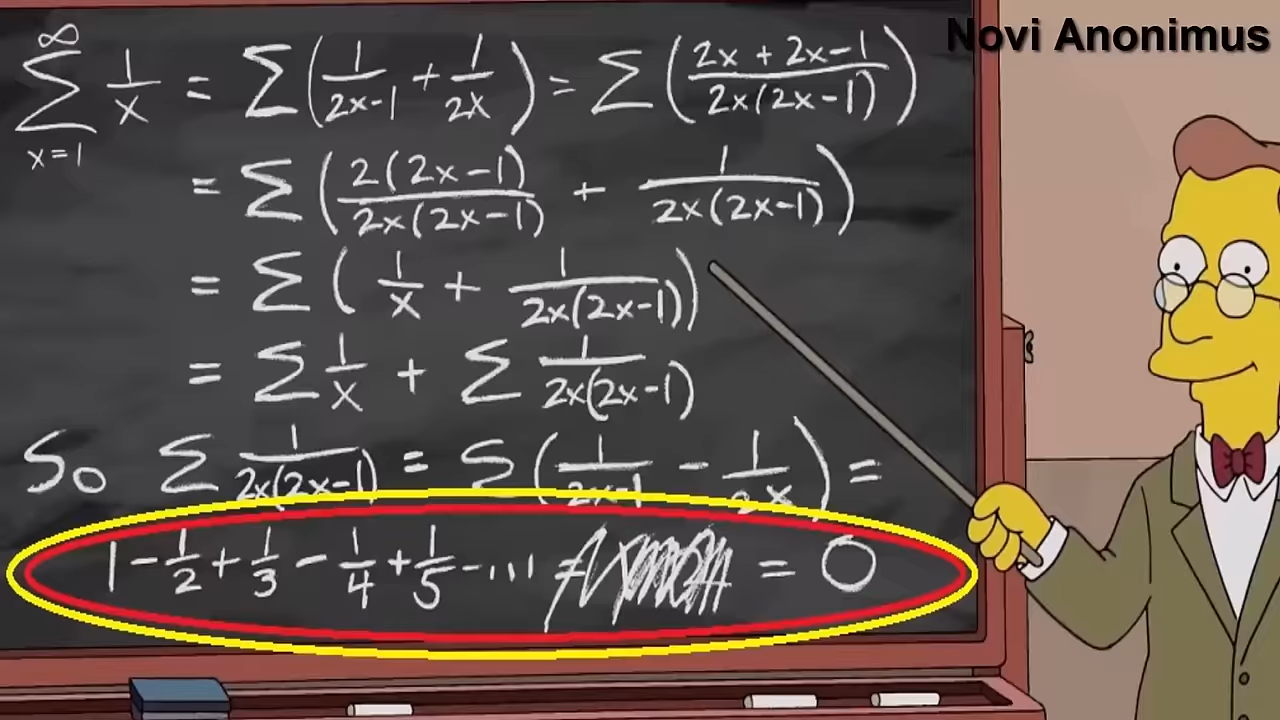 Novi Anonimus
∞
∑ 1/x = ∑(1/2x-1 + 1/2x) = ∑(2x + 2x-1/2x(2x-1))
x=1
= ∑(2(2x-1)/2x(2x-1) + 1/2x(2x-1))
= ∑(1/x + 1/2x(2x-1))
= ∑ 1/x + ∑ 1/2x(2x-1)
So ∑ 1/2x(2x-1) = ∑(1/2x-1 - 1/2x) =
1 - 1/2 + 1/3 - 1/4 + 1/5 - ... = = 0